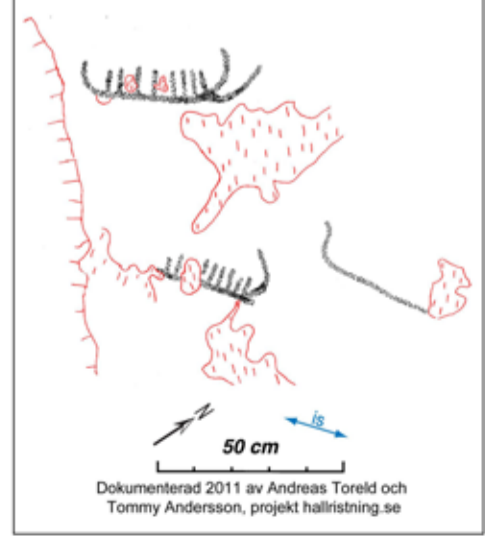 N
is
50 cm
Dokumenterad 2011 av Andreas Toreld och
Tommy Andersson, projekt hallristning.se